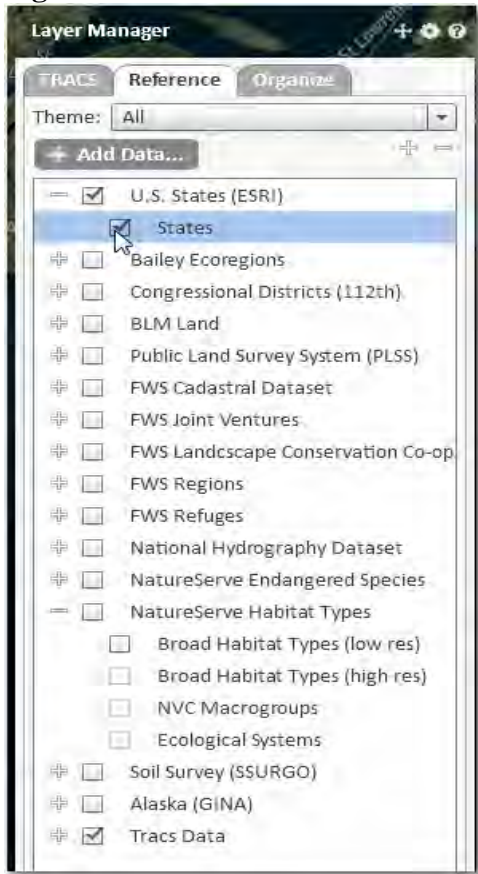 Layer Manager
St Lawren
TRACS Reference Organize
Theme: All
+ Add Data...
U.S. States (ESRI)
States
Bailey Ecoregions
Congressional Districts (112th)
BLM Land
Public Land Survey System (PLSS)
FWS Cadastral Dataset
FWS Joint Ventures
FWS Landcscape Conservation Co-op
FWS Regions
FWS Refuges
National Hydrography Dataset
NatureServe Endangered Species
NatureServe Habitat Types
Broad Habitat Types (low res)
Broad Habitat Types (high res)
NVC Macrogroups
Ecological Systems
Soil Survey (SSURGO)
Alaska (GINA)
Tracs Data